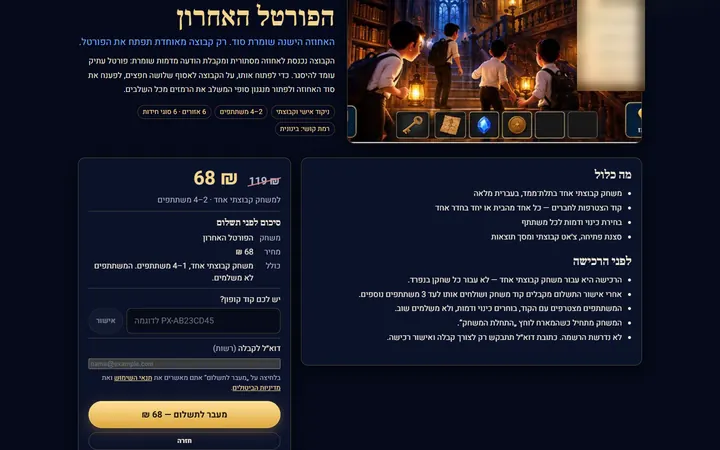 הפורטל האחרון
האחוזה הישנה שומרת סוד. רק קבוצה מאוחדת תפתח את הפורטל.
הקבוצה נכנסת לאחוזה מסתורית ומקבלת הודעה מדמות שומרת: פורטל עתיק
עומד להיסגר. כדי לפתוח אותו, על הקבוצה לאסוף שלושה חפצים, לפענח את
סוד האחוזה ולפתור מנגנון סופי המשלב את הרמזים מכל השלבים.
ניקוד אישי וקבוצתי
2–4 משתתפים
6 אזורים · 6 סוגי חידות
רמת קושי: בינונית
מה כלול
משחק קבוצתי אחד בתלת־ממד, בעברית מלאה
קוד הצטרפות לחברים — כל אחד מהבית או יחד בחדר אחד
בחירת כינוי ודמות לכל משתתף
סצנת פתיחה, צ'אט קבוצתי ומסך תוצאות
לפני הרכישה
הרכישה היא עבור משחק קבוצתי אחד — לא עבור כל שחקן בנפרד.
אחרי אישור התשלום מקבלים קוד משחק ושולחים אותו לעד 3 משתתפים נוספים.
המשתתפים מצטרפים עם הקוד, בוחרים כינוי ודמות, ולא משלמים שוב.
המשחק מתחיל כשהמארח לוחץ „התחלת המשחק".
לא נדרשת הרשמה. כתובת דוא״ל תתבקש רק לצורך קבלה ואישור רכישה.
119 ₪ 68 ₪
למשחק קבוצתי אחד · 2–4 משתתפים
סיכום לפני תשלום
משחק הפורטל האחרון
מחיר 68 ₪
כולל משחק קבוצתי אחד, 1–4 משתתפים. המשתתפים
לא משלמים.
יש לכם קוד קופון?
לדוגמה PX-AB23CD45
אישור
דוא״ל לקבלה (רשות)
name@example.com
בלחיצה על „מעבר לתשלום" אתם מאשרים את תנאי השימוש ואת
מדיניות הביטולים.
מעבר לתשלום — 68 ₪
חזרה